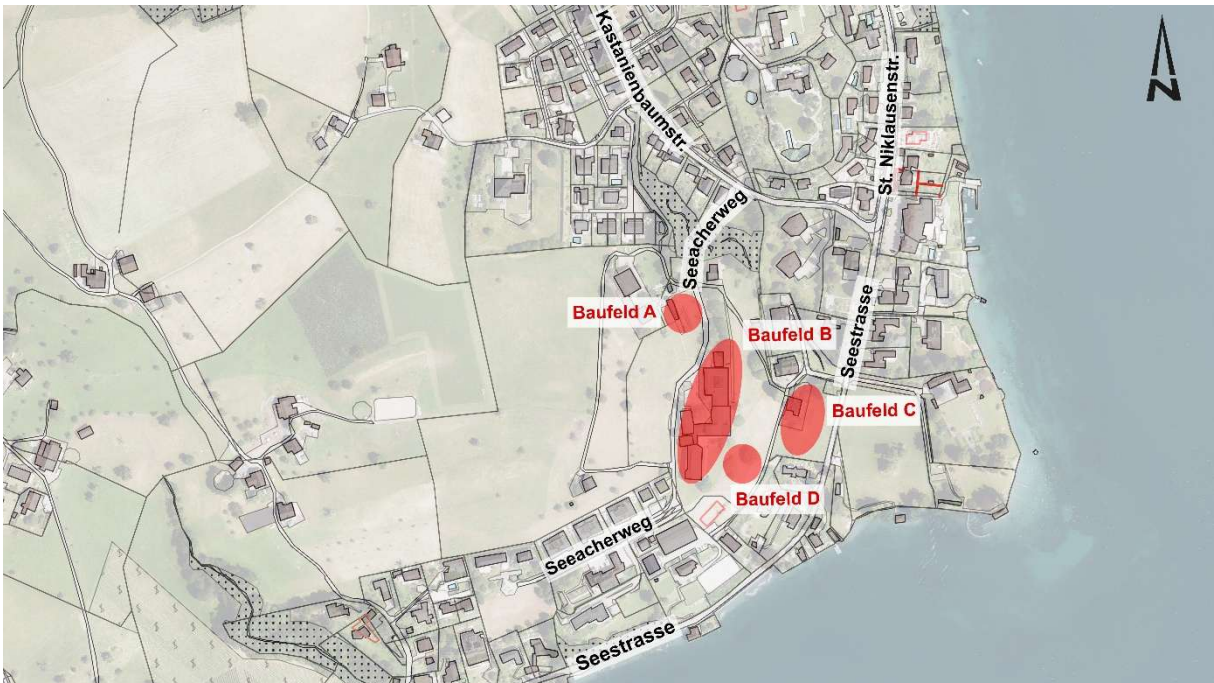 Kastanienbaumstr.
St. Niklausenstr.
N
Seeacherweg
Baufeld A
Baufeld B
Seestrasse
Baufeld C
Baufeld D
Seeacherweg
Seestrasse